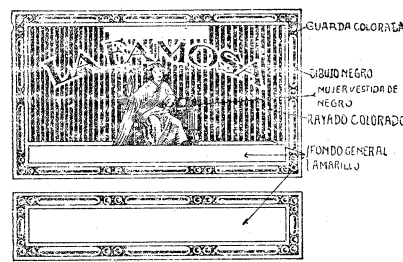 LA FAMOSA
GUARDA COLORADA
DIBUJO NEGRO
MUJER VESTIDA DE
NEGRO
RAYADO COLORADO
FONDO GENERAL
AMARILLO